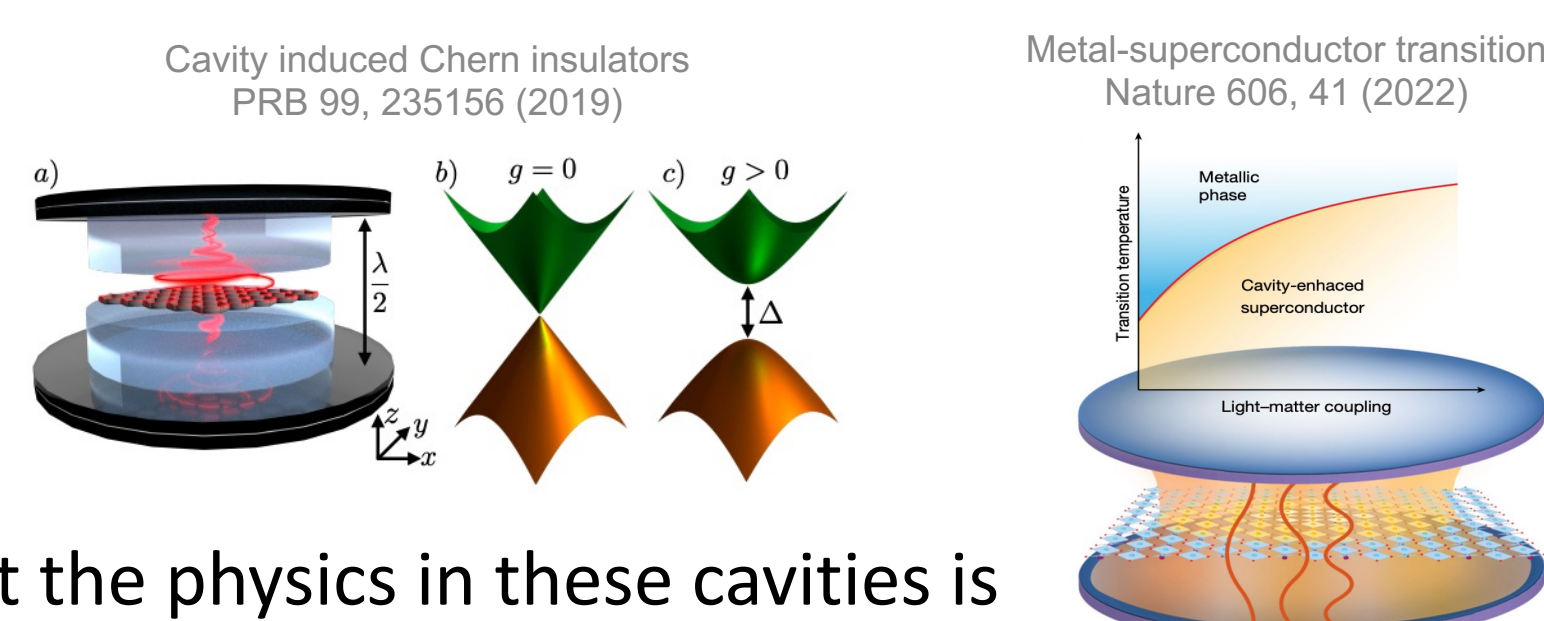 Cavity induced Chern insulators
PRB 99, 235156 (2019)
a)
λ
2
z
y
x
b)
g = 0
c)
g > 0
Δ
Metal-superconductor transition
Nature 606, 41 (2022)
Transition temperature
Metallic
phase
Cavity-enhaced
superconductor
Light–matter coupling
t the physics in these cavities is